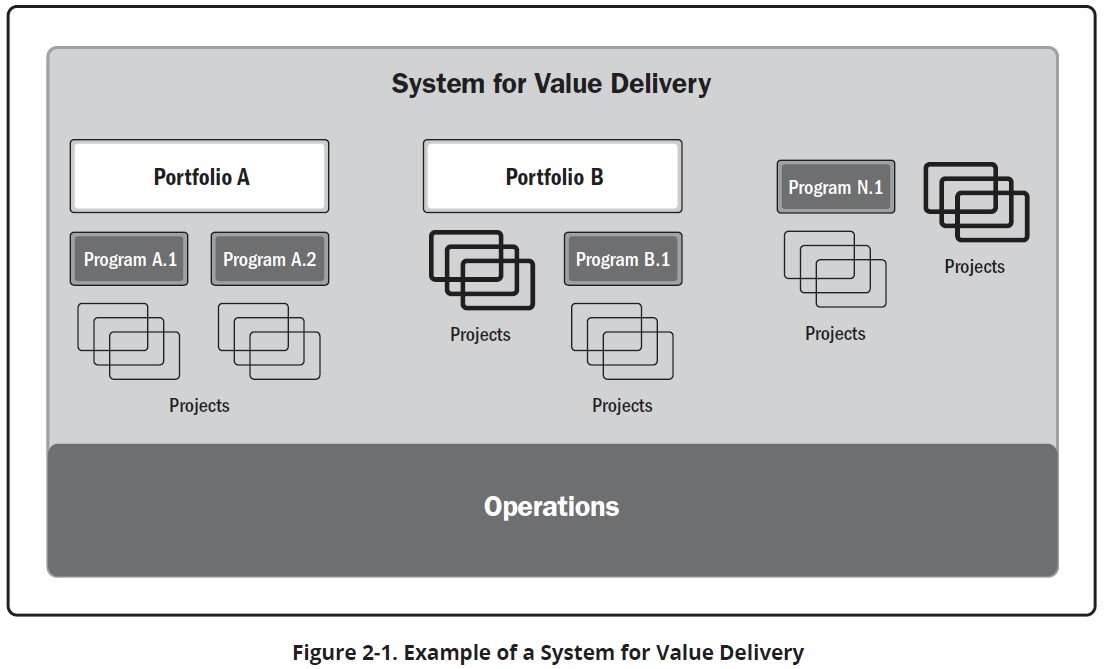 System for Value Delivery
Portfolio A
Program A.1
Program A.2
Projects
Portfolio B
Projects
Program B.1
Projects
Program N.1
Projects
Projects
Operations
Figure 2-1. Example of a System for Value Delivery